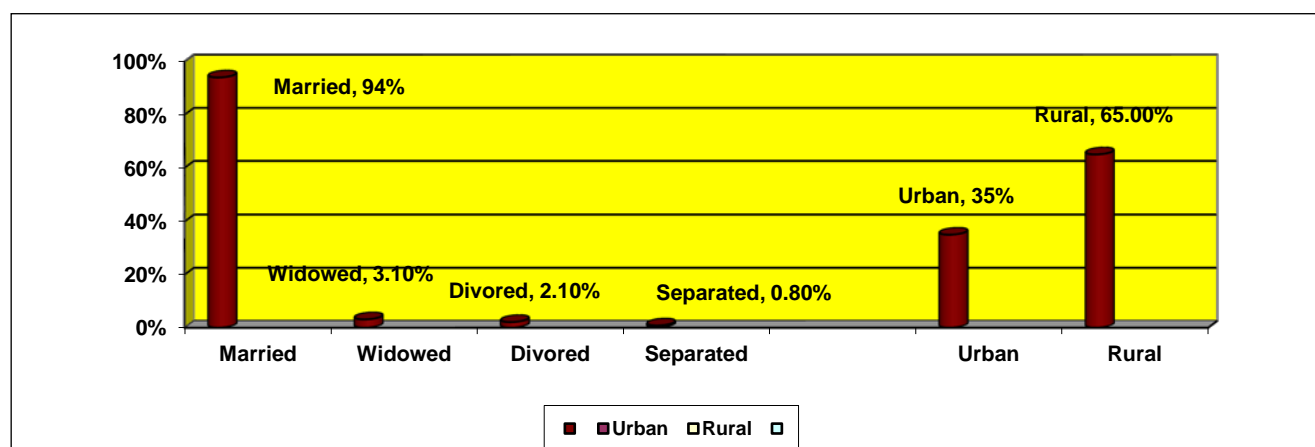 100%
Married, 94%
80%
Rural, 65.00%
60%
Urban, 35%
40%
Widowed, 3.10%
Divored, 2.10%
Separated, 0.80%
20%
0%
Married Widowed Divored Separated Urban Rural
Urban Rural